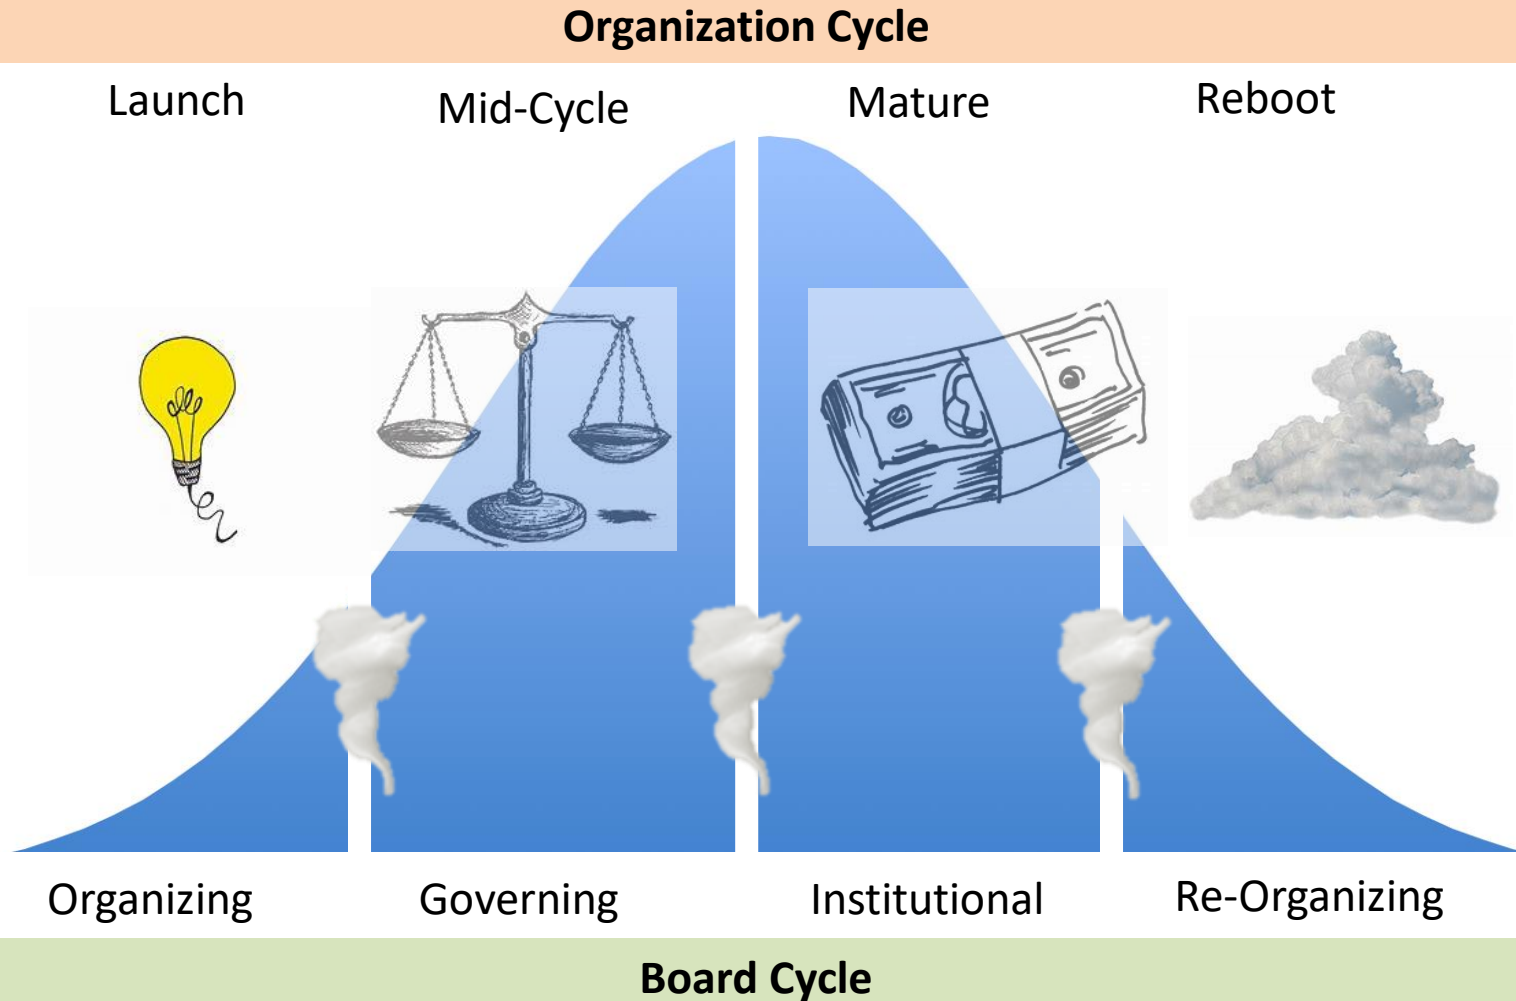 Organization Cycle
Launch
Mid-Cycle
Mature
Reboot
Organizing
Governing
Institutional
Re-Organizing
Board Cycle